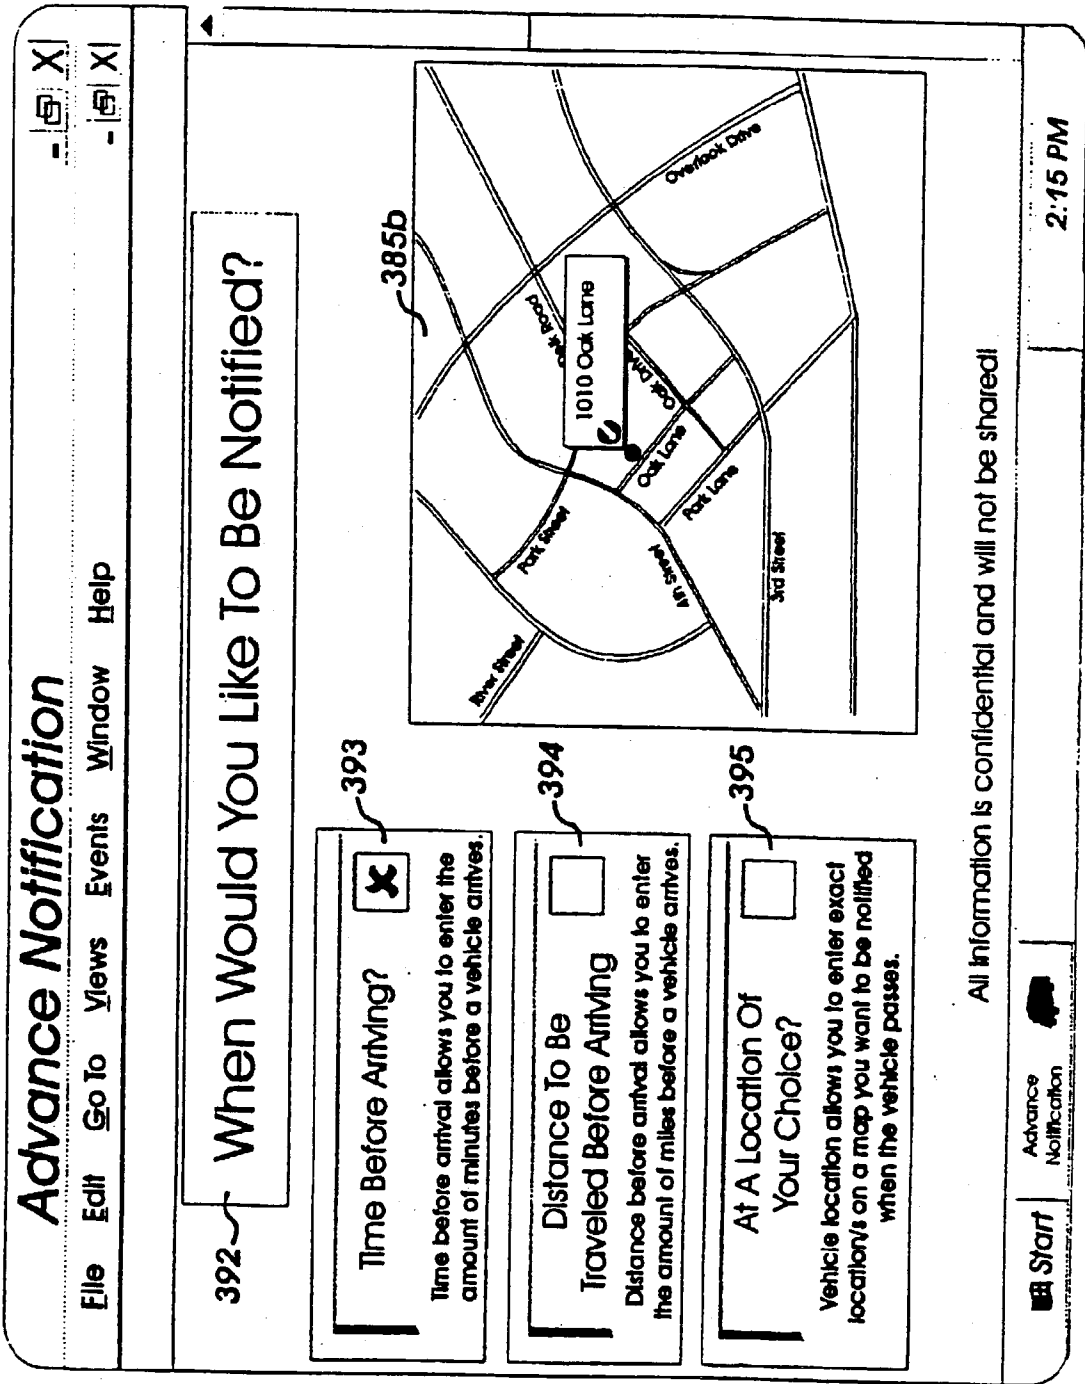 Advance Notification
File Edit Go To Views Events Window Help
392
When Would You Like To Be Notified?
393
Time Before Arriving?
Time before arrival allows you to enter the
amount of minutes before a vehicle arrives.
394
Distance To Be
Traveled Before Arriving
Distance before arrival allows you to enter
the amount of miles before a vehicle arrives.
395
At A Location Of
Your Choice?
Vehicle location allows you to enter exact
location/s on a map you want to be notified
when the vehicle passes.
385b
River Street
Park Street
4th Street
3rd Street
Park Lane
Oak Lane
Oak Drive
Road
1010 Oak Lane
Overlook Drive
All information is confidential and will not be shared!
Start
Advance
Notification
2:15 PM